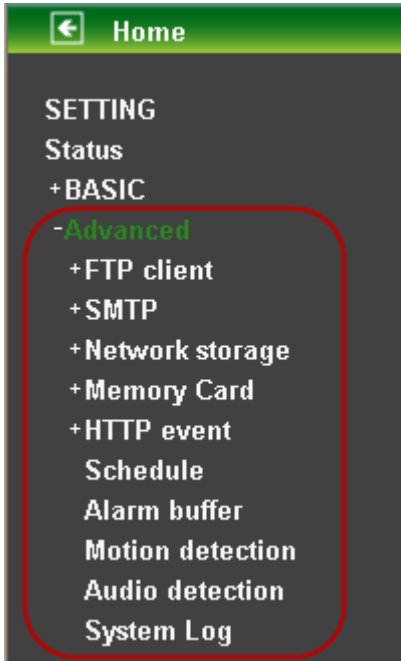 Home
SETTING
Status
+BASIC
-Advanced
+FTP client
+SMTP
+Network storage
+Memory Card
+HTTP event
Schedule
Alarm buffer
Motion detection
Audio detection
System Log